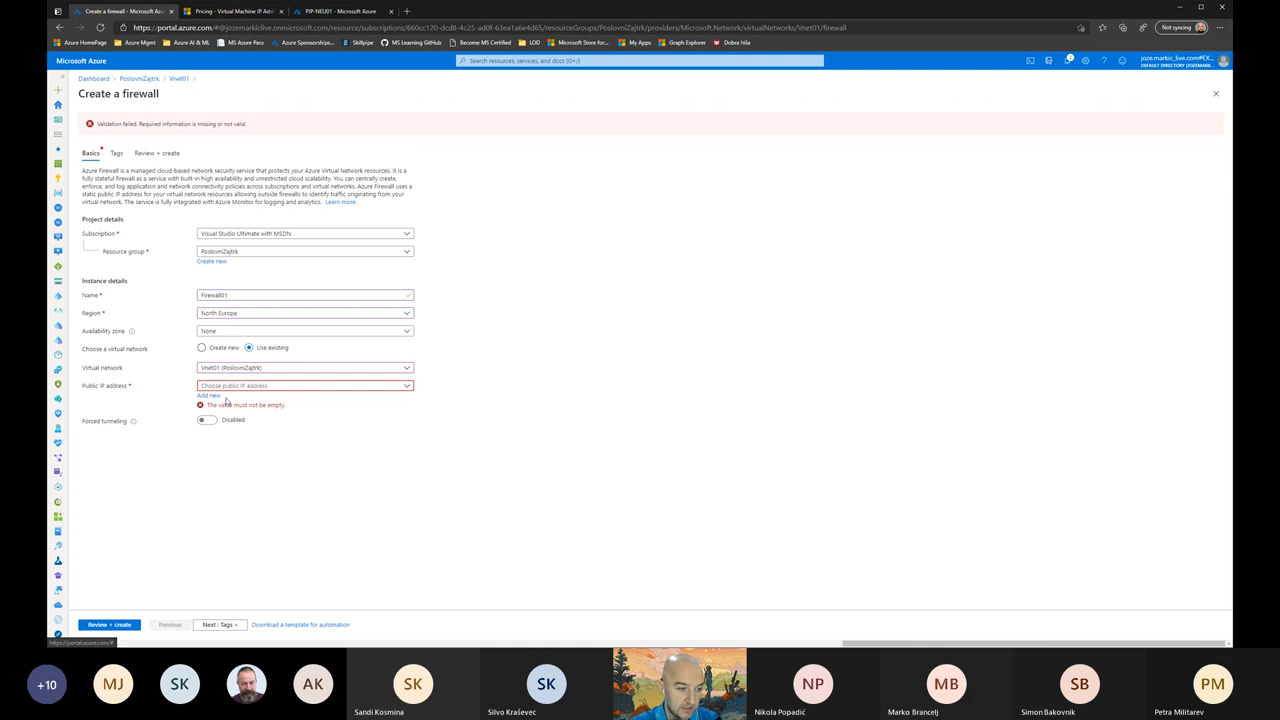 Create a firewall - Microsoft Az
Pricing - Virtual Machine IP Add
PIP-NEU01 - Microsoft Azure
https://portal.azure.com/#@jozemarkiclive.onmicrosoft.com/resource/subscriptions/660cc120-dc38-4c25-ad0f-63ea1a6e4d65/resourceGroups/PoslovniZajtrk/providers/Microsoft.Network/virtualNetworks/Vnet01/firewall
Not syncing
Azure HomePage
Azure Mgmt
Azure AI & ML
MS Azure Pass
Azure Sponsorships...
Skillpipe
MS Learning GitHub
Become MS Certified
LOD
Microsoft Store for...
My Apps
Graph Explorer
Dobra hila
Microsoft Azure
Search resources, services, and docs (G+/)
1
joze.markic_live.com#EX...
DEFAULT DIRECTORY (JOZEMARKI...
Dashboard > PoslovniZajtrk > Vnet01 >
Create a firewall
Validation failed. Required information is missing or not valid.
Basics Tags Review + create
Azure Firewall is a managed cloud-based network security service that protects your Azure Virtual Network resources. It is a
fully stateful firewall as a service with built-in high availability and unrestricted cloud scalability. You can centrally create,
enforce, and log application and network connectivity policies across subscriptions and virtual networks. Azure Firewall uses a
static public IP address for your virtual network resources allowing outside firewalls to identify traffic originating from your
virtual network. The service is fully integrated with Azure Monitor for logging and analytics. Learn more.
Project details
Subscription * Visual Studio Ultimate with MSDN
Resource group * PoslovniZajtrk
Create new
Instance details
Name * Firewall01
Region * North Europe
Availability zone None
Choose a virtual network Create new Use existing
Virtual network Vnet01 (PoslovniZajtrk)
Public IP address * Choose public IP address
Add new
The value must not be empty.
Forced tunneling Disabled
Review + create Previous Next : Tags > Download a template for automation
https://portal.azure.com/#
+10
MJ
SK
AK
SK
SK
NP
MB
SB
PM
Sandi Kosmina
Silvo Kraševec
Nikola Popadić
Marko Brancelj
Simon Bakovnik
Petra Militarev